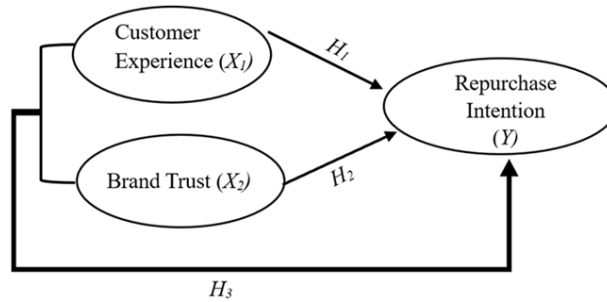 Customer
Experience (X₁)
H₁
Repurchase
Intention
(Y)
Brand Trust (X₂)
H₂
H₃